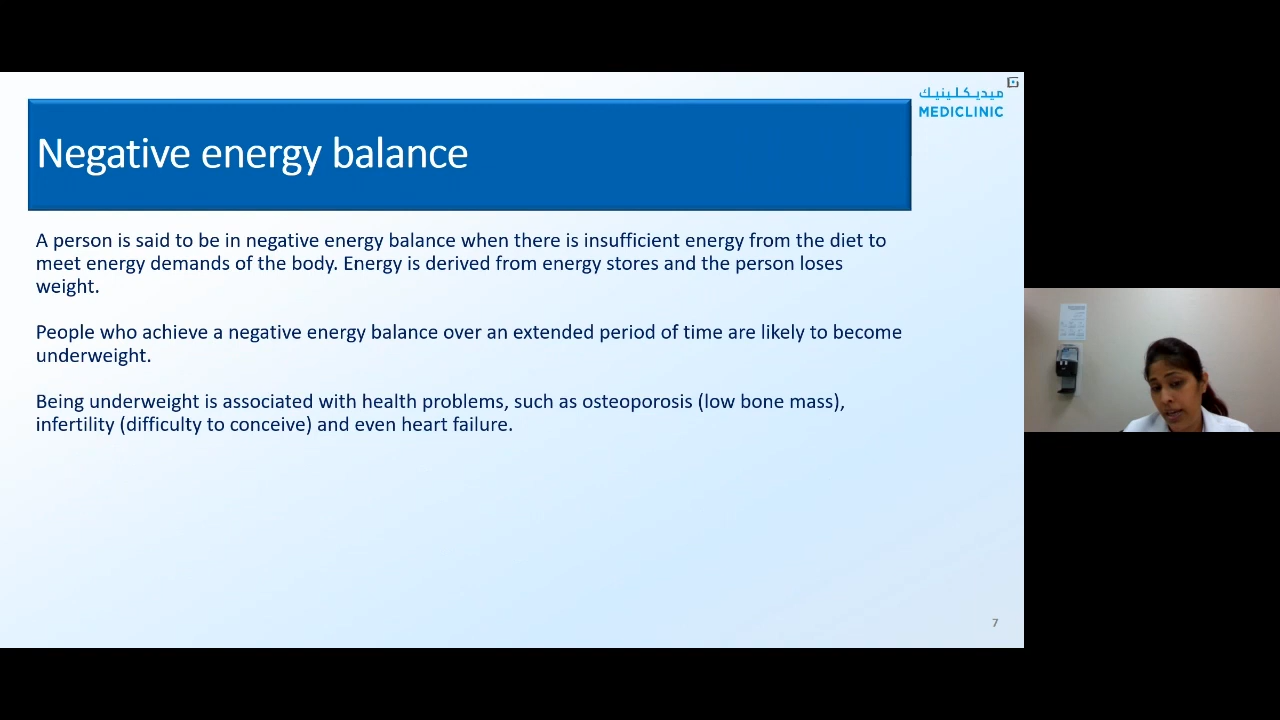 ميديكلينيك
MEDICLINIC
Negative energy balance
A person is said to be in negative energy balance when there is insufficient energy from the diet to
meet energy demands of the body. Energy is derived from energy stores and the person loses
weight.
People who achieve a negative energy balance over an extended period of time are likely to become
underweight.
Being underweight is associated with health problems, such as osteoporosis (low bone mass),
infertility (difficulty to conceive) and even heart failure.
7